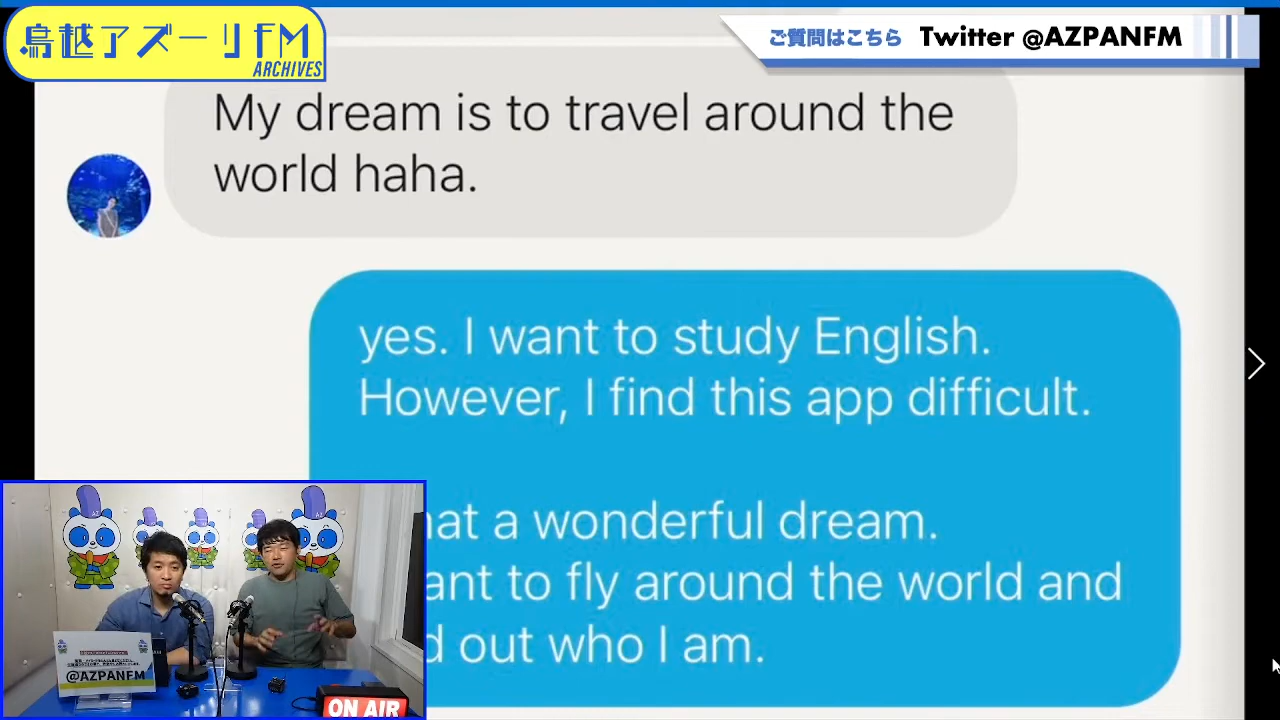 鳥越アズーリFM
ARCHIVES
ご質問はこちら Twitter @AZPANFM
My dream is to travel around the
world haha.
yes. I want to study English.
However, I find this app difficult.
hat a wonderful dream.
ant to fly around the world and
d out who I am.
@AZPANFM
ON AIR